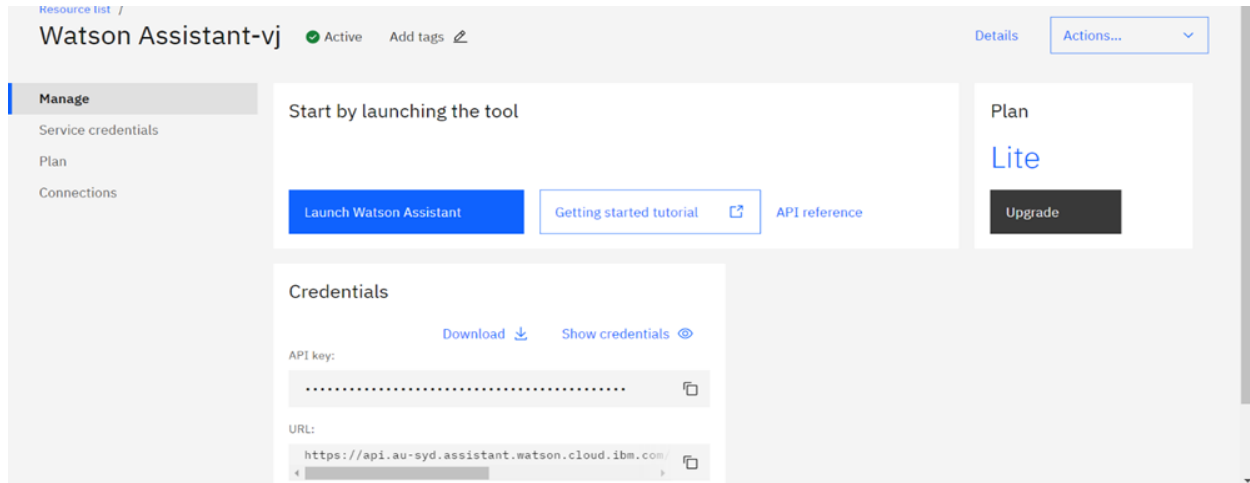 Resource list /
Watson Assistant-vj Active Add tags Details Actions...
Manage
Service credentials
Plan
Connections
Start by launching the tool
Launch Watson Assistant Getting started tutorial API reference
Plan
Lite
Upgrade
Credentials
Download Show credentials
API key:
............................................
URL:
https://api.au-syd.assistant.watson.cloud.ibm.com/